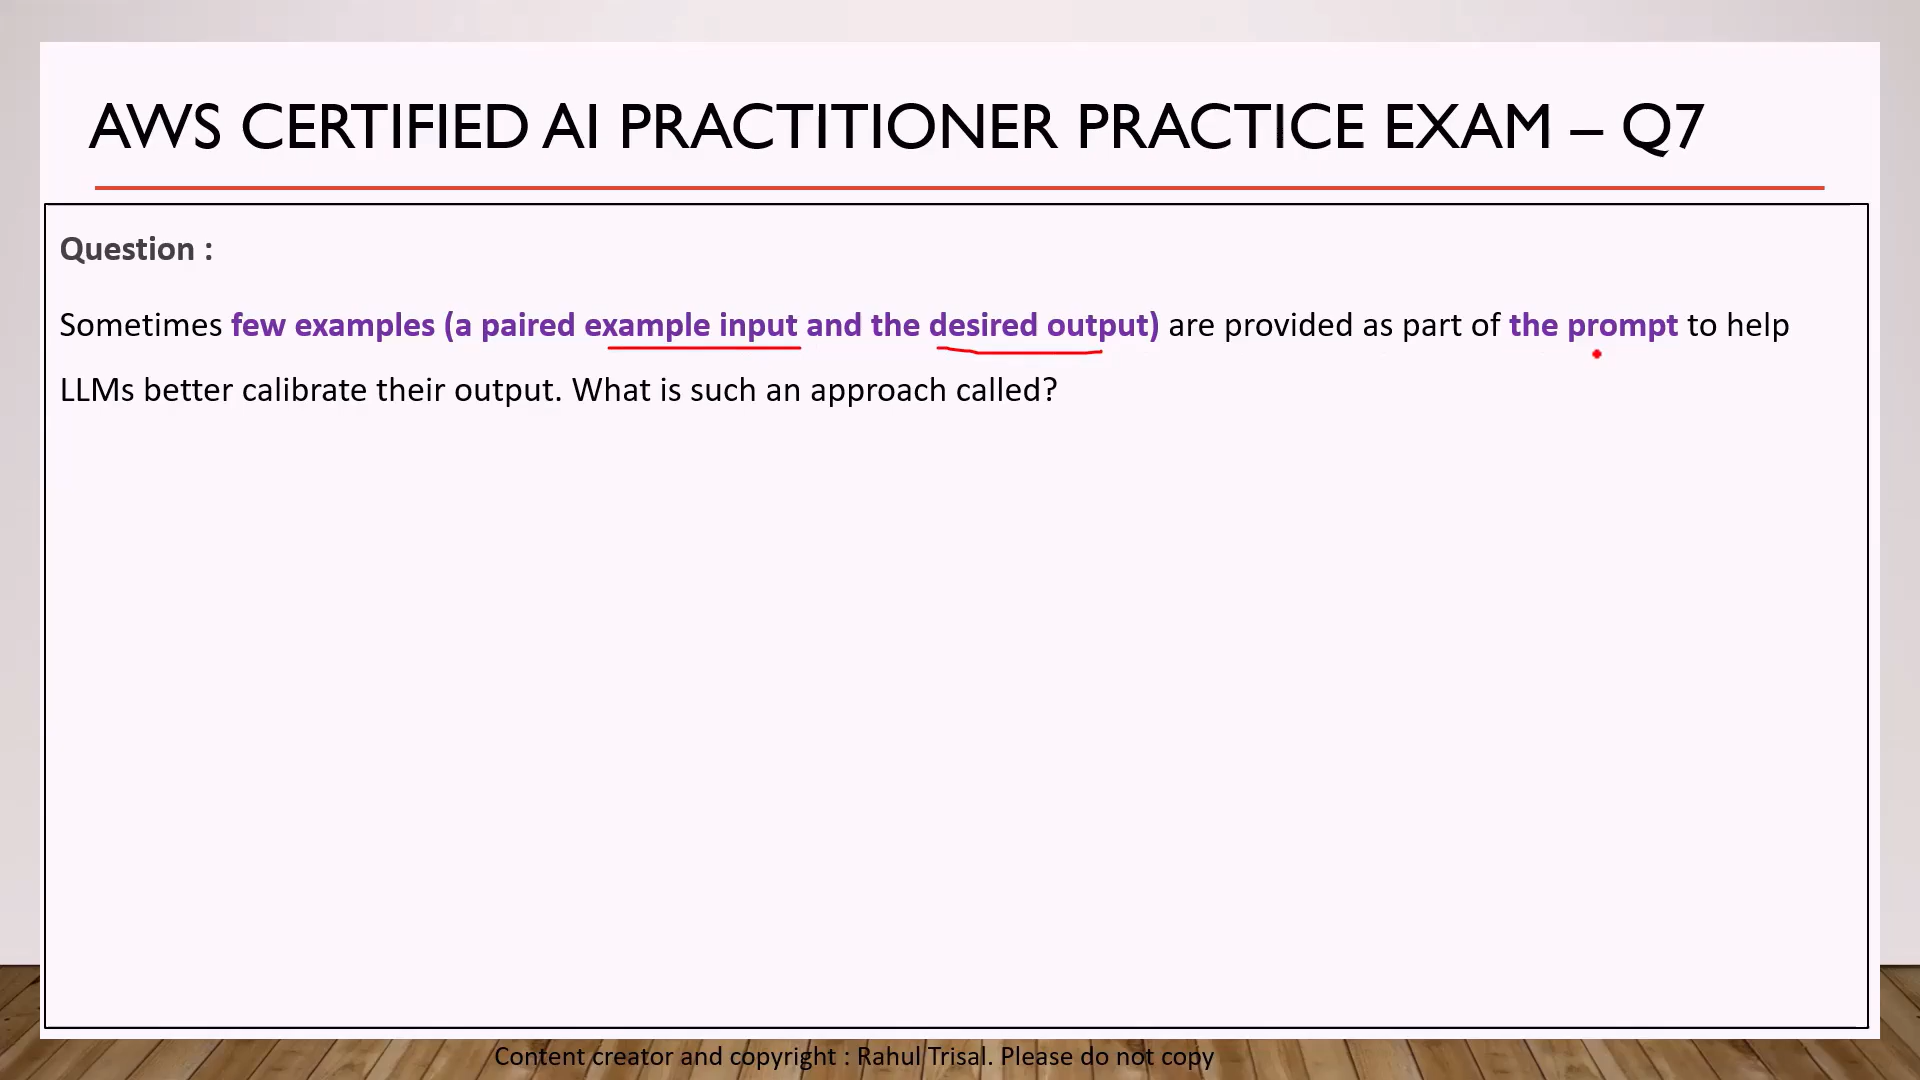 AWS CERTIFIED AI PRACTITIONER PRACTICE EXAM – Q7
Question :
Sometimes few examples (a paired example input and the desired output) are provided as part of the prompt to help
LLMs better calibrate their output. What is such an approach called?
Content creator and copyright : Rahul Trisal. Please do not copy